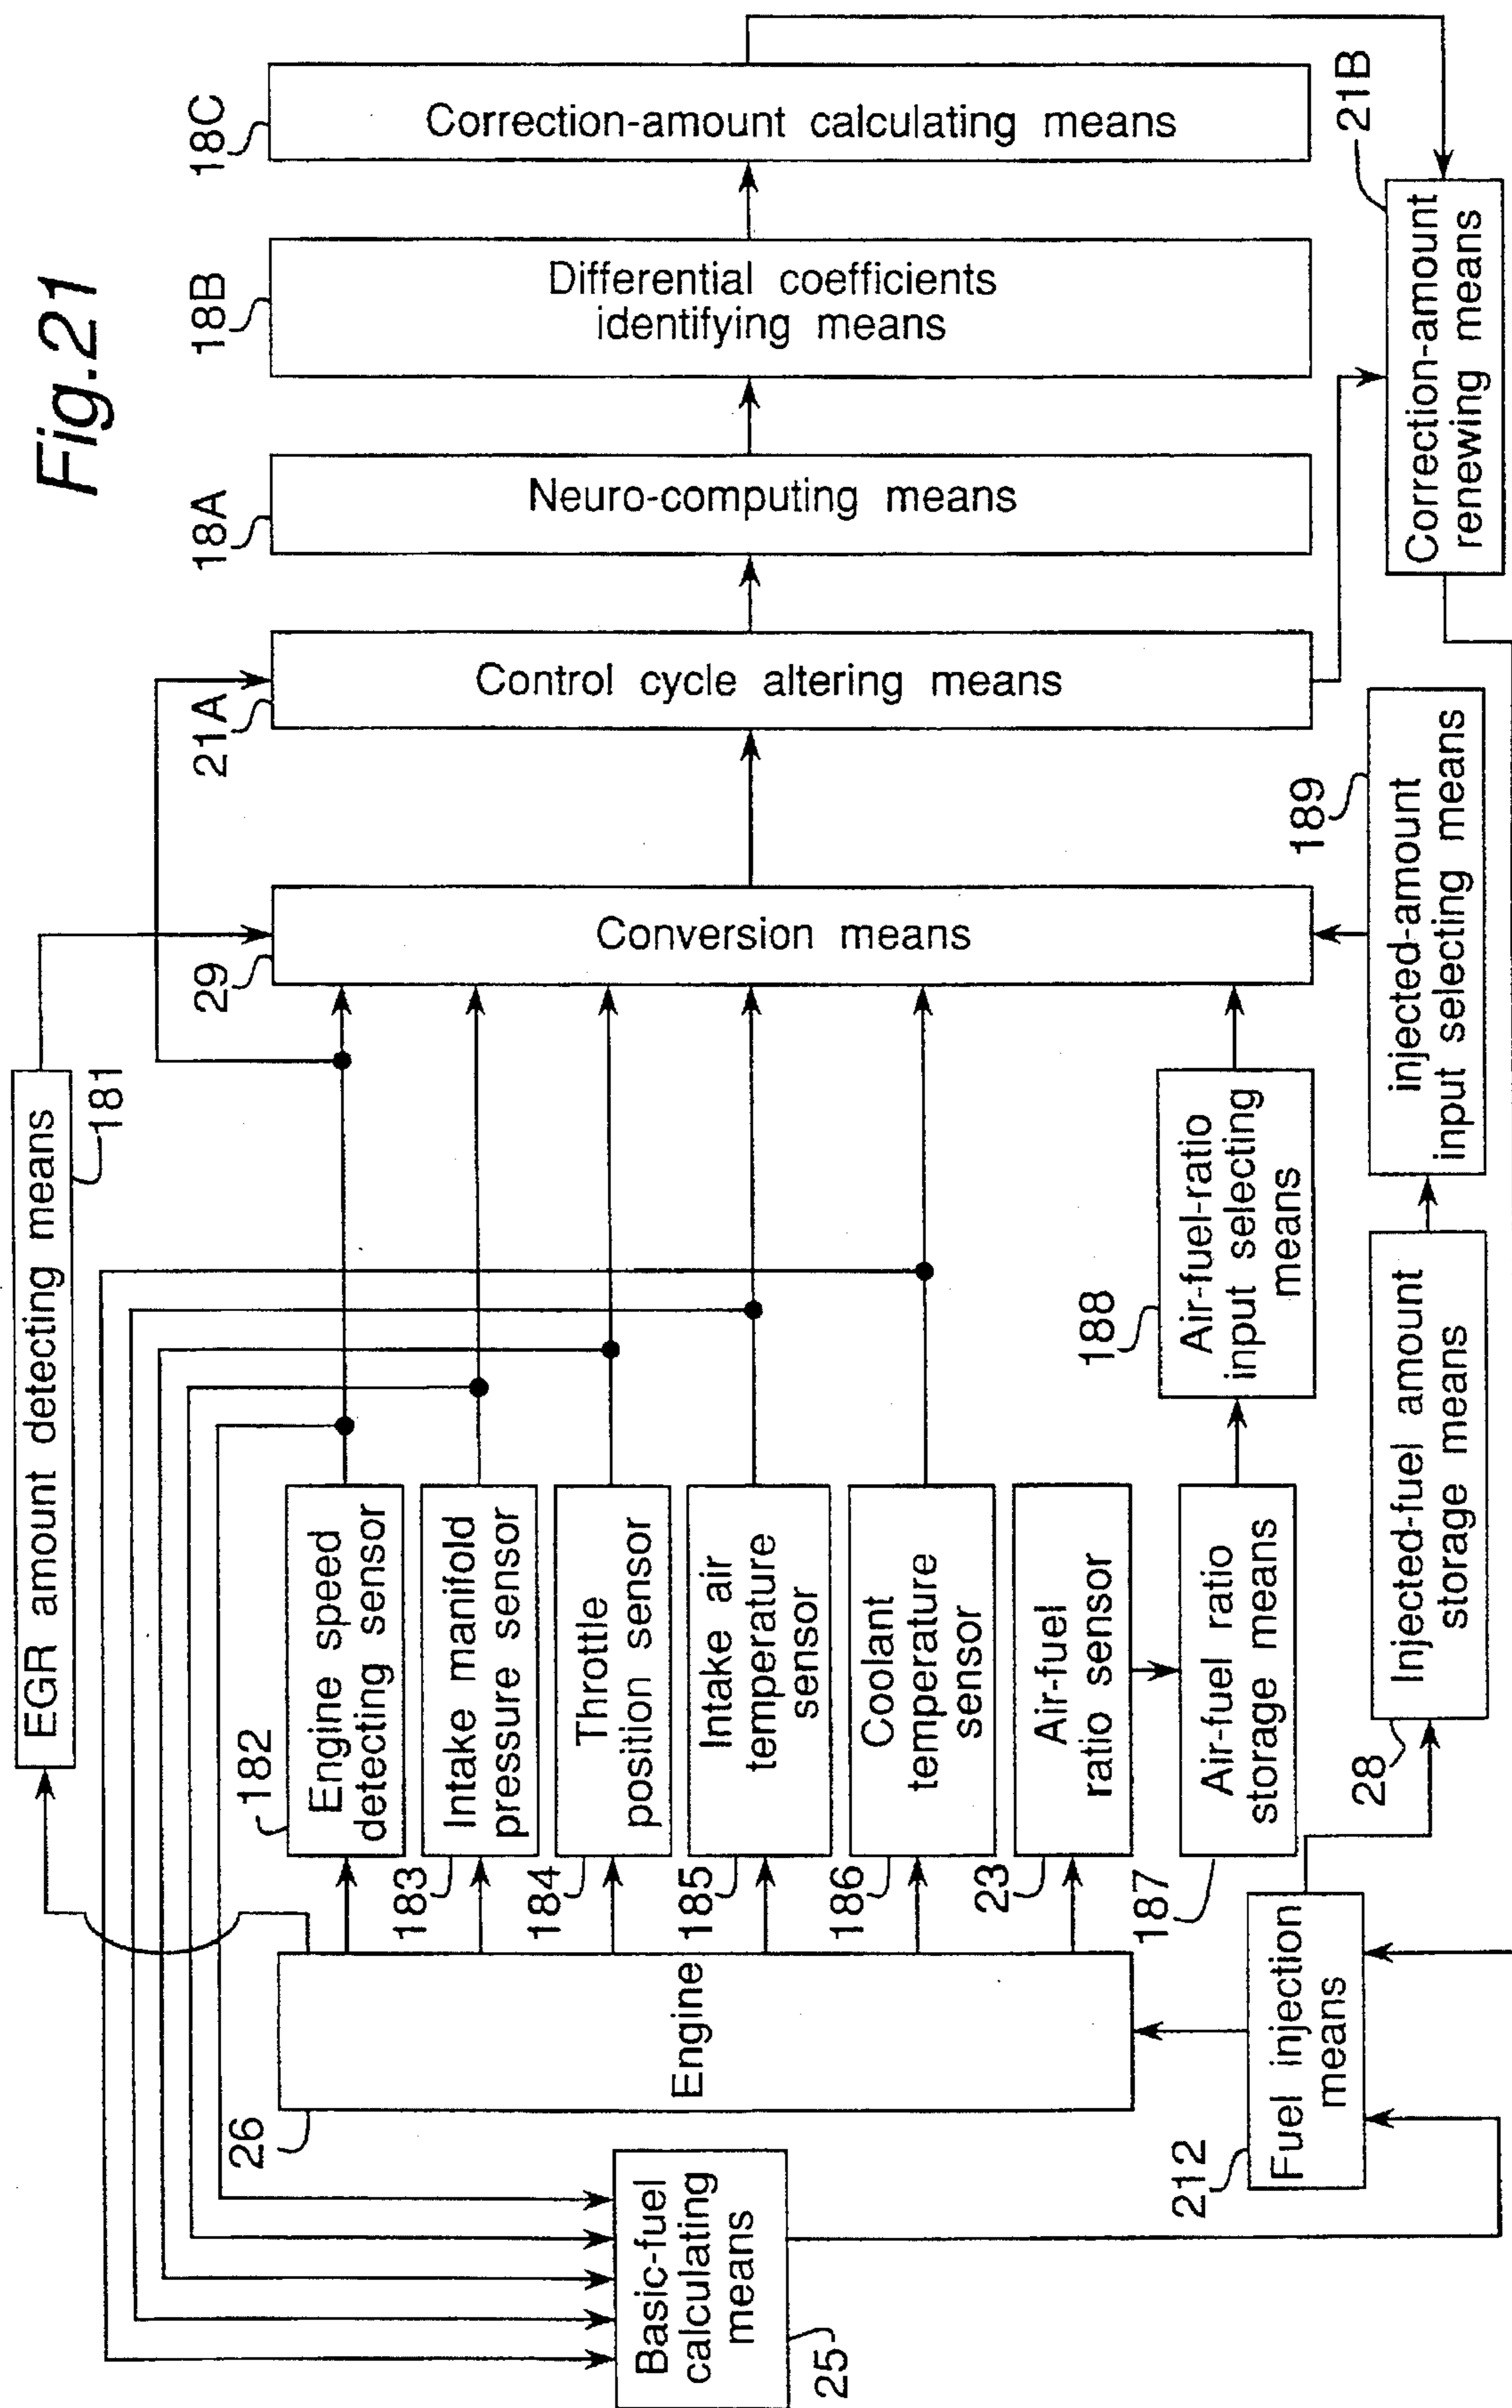 Fig.21
EGR amount detecting means
181
182
Engine speed
detecting sensor
183
Intake manifold
pressure sensor
184
Throttle
position sensor
185
Intake air
temperature
sensor
186
Coolant
temperature
sensor
23
Air-fuel
ratio sensor
187
Air-fuel ratio
storage means
188
Air-fuel-ratio
input selecting
means
28
Injected-fuel amount
storage means
189
injected-amount
input selecting means
26
Engine
25
Basic-fuel
calculating
means
212
Fuel injection
means
29
Conversion means
21A
Control cycle altering means
18A
Neuro-computing means
18B
Differential coefficients
identifying means
18C
Correction-amount calculating means
21B
Correction-amount
renewing means